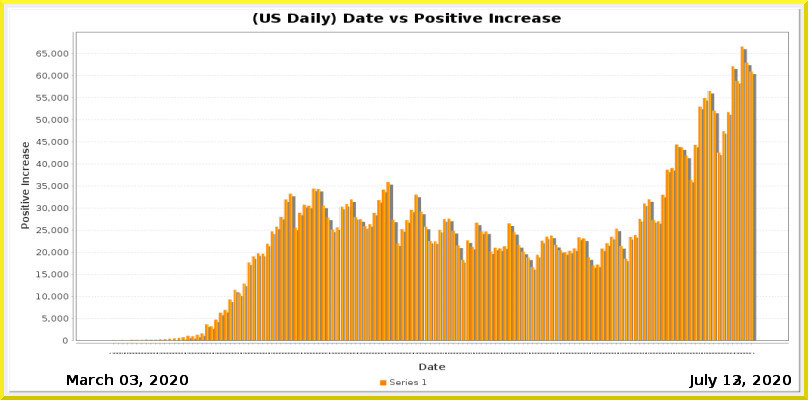 (US Daily) Date vs Positive Increase
Positive Increase
65,000
60,000
55,000
50,000
45,000
40,000
35,000
30,000
25,000
20,000
15,000
10,000
5,000
0
Date
March 03, 2020
Series 1
July 13, 2020